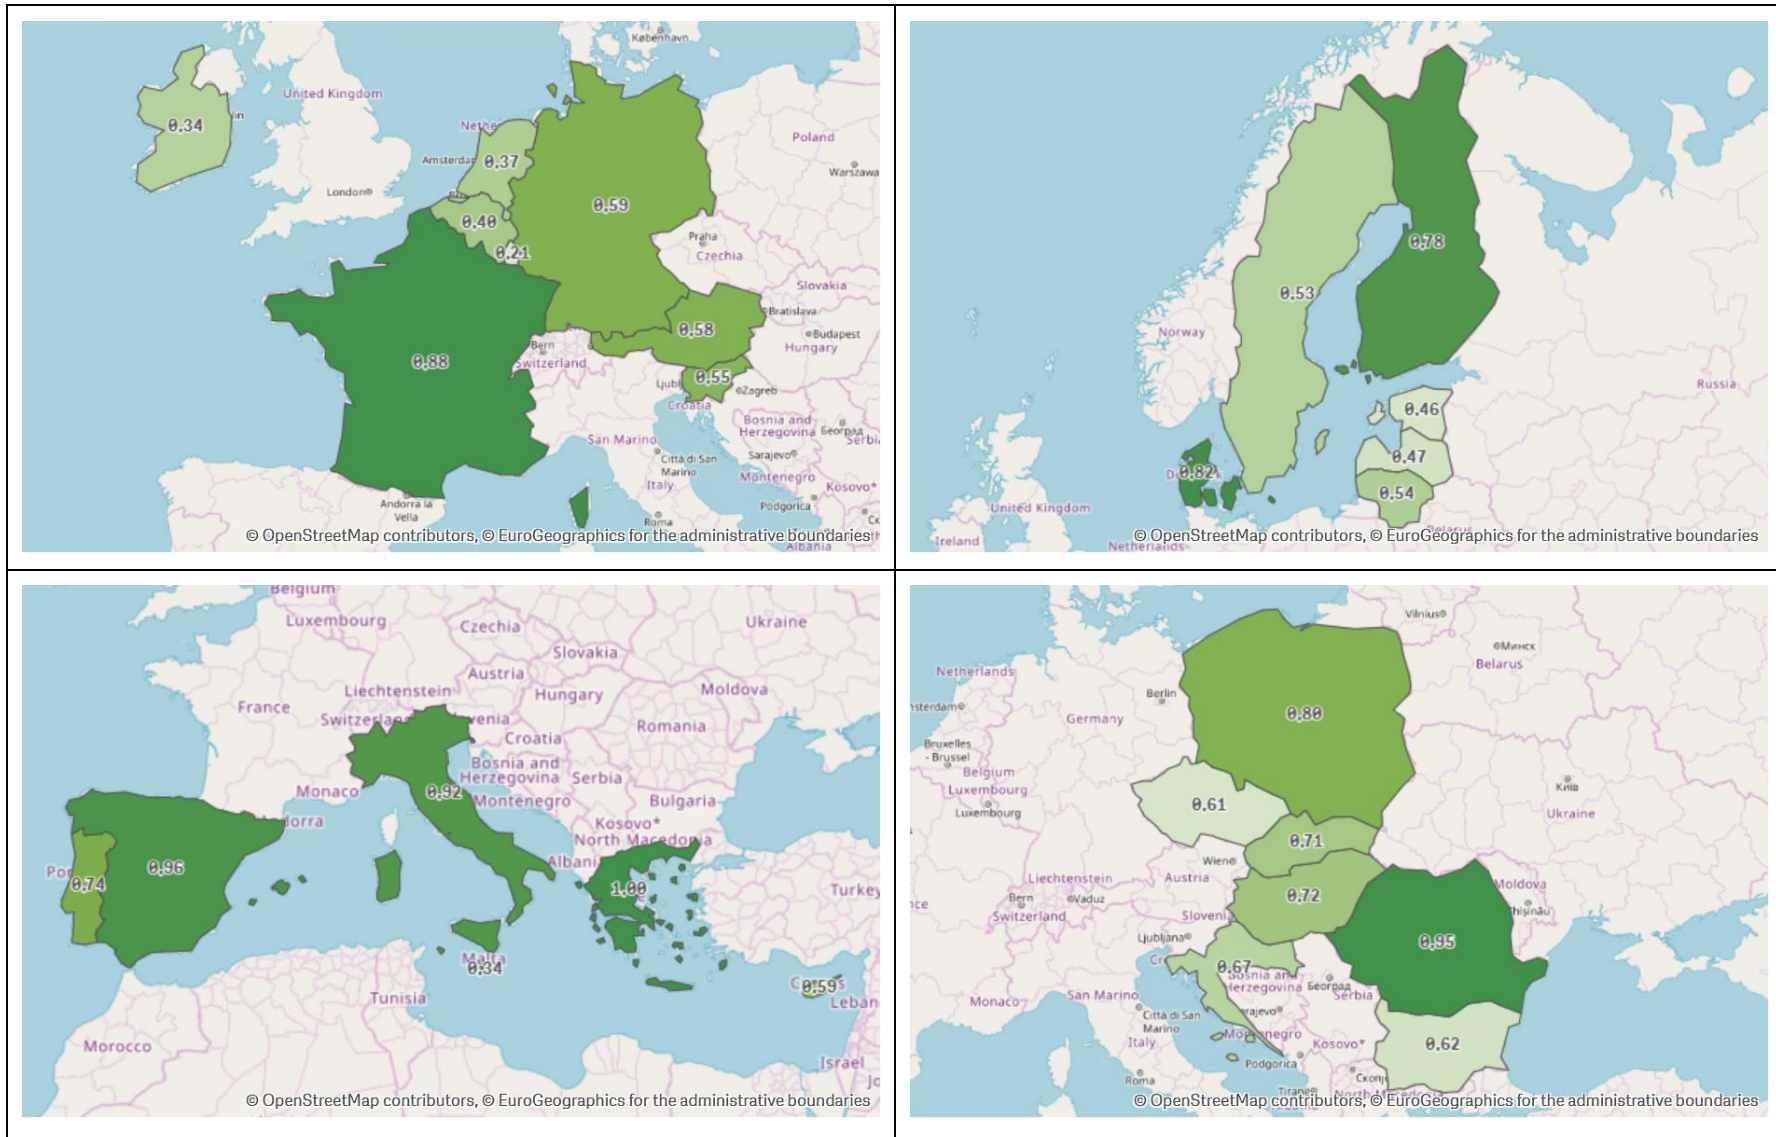 København
United Kingdom
0.34
Poland
Amsterdam
0.37
Warszawa
London
0.59
0.40
Praha
Czechia
0.21
Slovakia
0.58
Bratislava
Budapest
Hungary
Bern
Switzerland
0.88
0.55
Zagreb
Croatia
Bosnia and
Herzegovina
Београд
San Marino
Sarajevo
Città di San
Marino
Italy
Montenegro
Kosovo*
Andorra la
Vella
Podgorica
Roma
Albania
© OpenStreetMap contributors, © EuroGeographics for the administrative boundaries
0.78
0.53
Norway
Russia
0.46
0.47
0.82
0.54
United Kingdom
Ireland
Netherlands
Belarus
© OpenStreetMap contributors, © EuroGeographics for the administrative boundaries
Belgium
Luxembourg
Czechia
Ukraine
Slovakia
Austria
Liechtenstein
Hungary
Moldova
France
Switzerland
Romania
Croatia
Bosnia and
Herzegovina
Serbia
Monaco
0.92
Montenegro
Bulgaria
Kosovo*
North Macedonia
0.96
0.74
1.00
Turkey
Malta
0.34
0.59
Tunisia
Morocco
Israel
© OpenStreetMap contributors, © EuroGeographics for the administrative boundaries
Vilnius
Минск
Belarus
Netherlands
Berlin
Germany
0.80
Bruxelles
- Brussel
Belgium
Luxembourg
Luxembourg
Київ
Ukraine
0.61
0.71
Wien
Liechtenstein
Austria
Bern
Vaduz
Switzerland
0.72
Moldova
Chișinău
Ljubljana
0.95
0.67
Bosnia and
Herzegovina
Београд
Serbia
Monaco
San Marino
Città di San
Marino
Italy
Montenegro
Kosovo*
0.62
Podgorica
Roma
© OpenStreetMap contributors, © EuroGeographics for the administrative boundaries